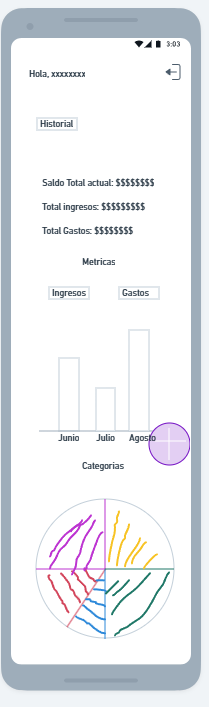 3:03
Hola, xxxxxxxx
Historial
Saldo Total actual: $$$$$$$$
Total ingresos: $$$$$$$$$
Total Gastos: $$$$$$$$
Metricas
Ingresos Gastos
Junio Julio Agosto
Categorias